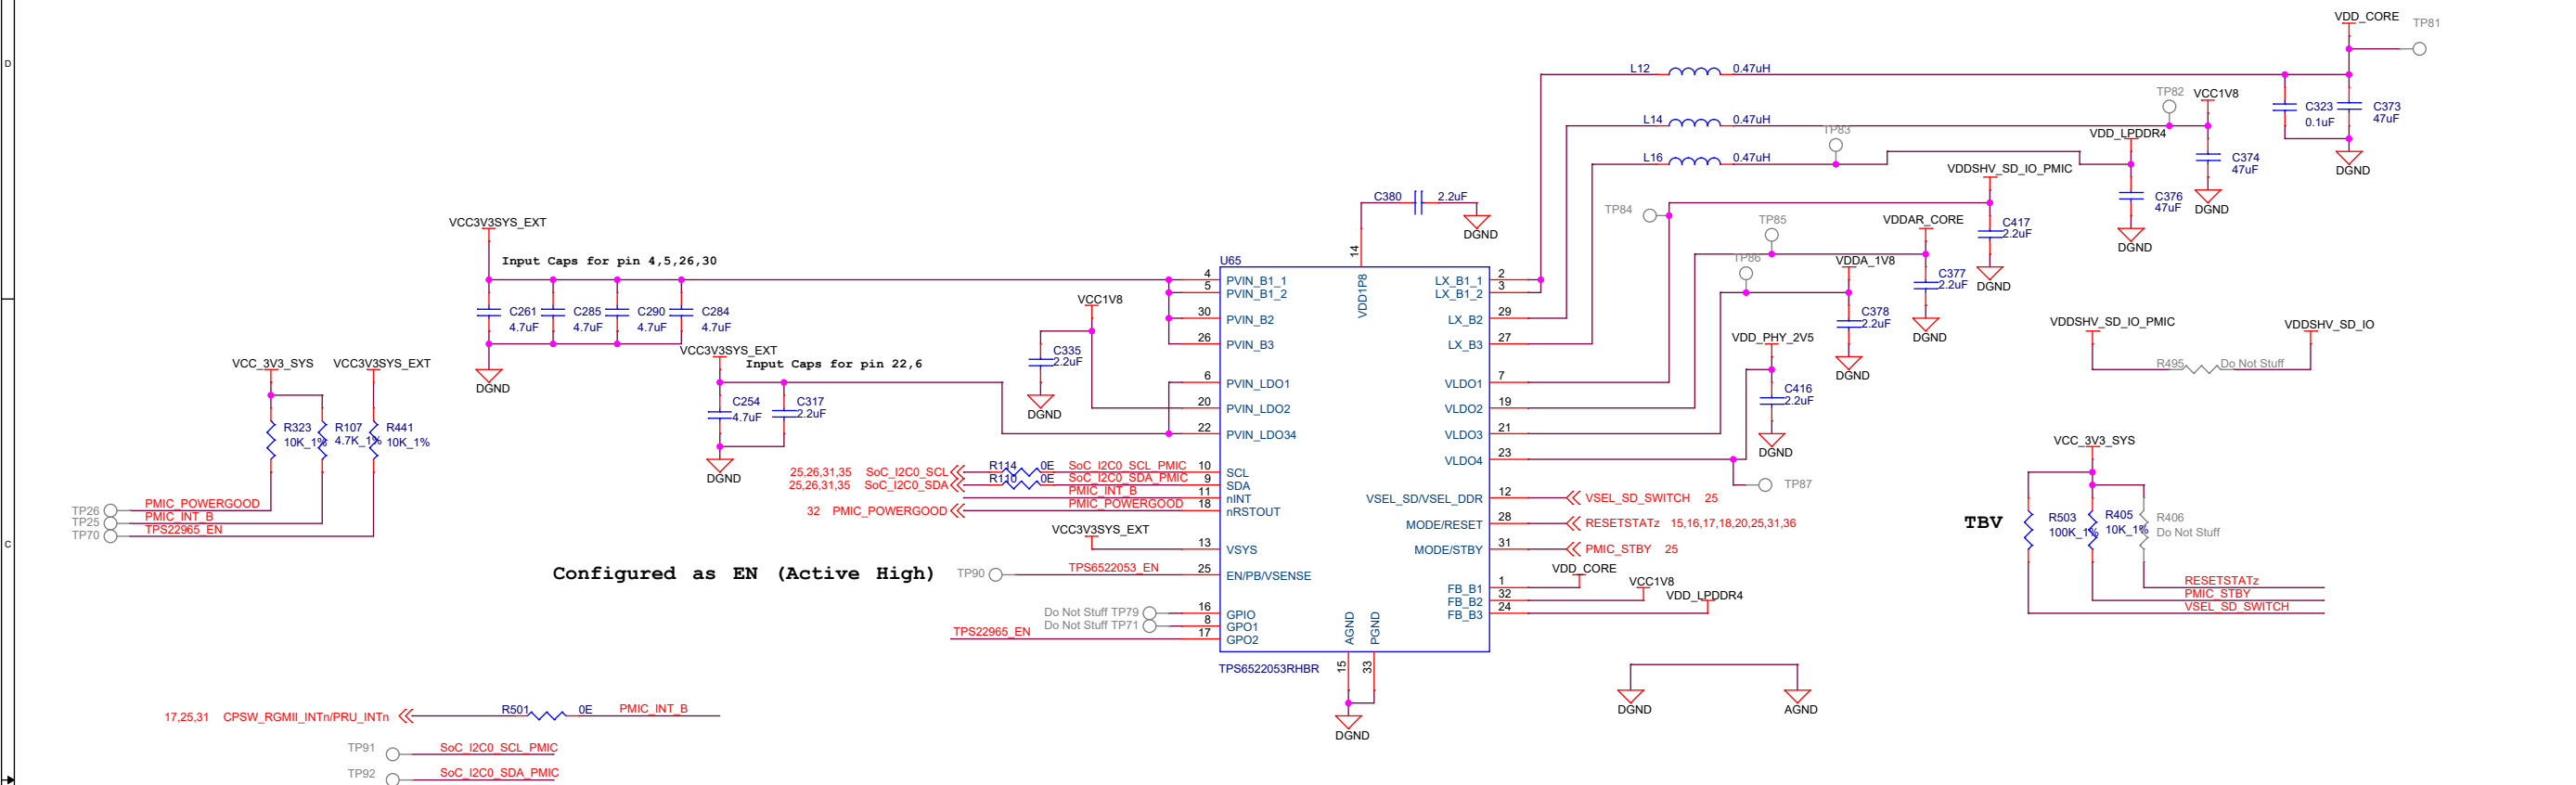 VDD_CORE
TP81
D
L12
0.47uH
TP82
VCC1V8
C323
0.1uF
C373
47uF
L14
0.47uH
TP83
VDD_LPDDR4
L16
0.47uH
C374
47uF
DGND
VDDSHV_SD_IO_PMIC
C380
2.2uF
C376
47uF
DGND
TP84
TP85
VDDAR_CORE
C417
2.2uF
DGND
VCC3V3SYS_EXT
DGND
14
Input Caps for pin 4,5,26,30
U65
TP86
VDDA_1V8
C377
2.2uF
DGND
4 PVIN_B1_1
5 PVIN_B1_2
30 PVIN_B2
26 PVIN_B3
6 PVIN_LDO1
20 PVIN_LDO2
22 PVIN_LDO34
10 SCL
9 SDA
11 nINT
18 nRSTOUT
13 VSYS
25 EN/PB/VSENSE
16 GPIO
8 GPO1
17 GPO2
VDD1P8
LX_B1_1 2
LX_B1_2 3
LX_B2 29
LX_B3 27
VLDO1 7
VLDO2 19
VLDO3 21
VLDO4 23
VSEL_SD/VSEL_DDR 12
MODE/RESET 28
MODE/STBY 31
FB_B1 1
FB_B2 32
FB_B3 24
AGND
PGND
15
33
TPS6522053RHBR
DGND
C261
4.7uF
C285
4.7uF
C290
4.7uF
C284
4.7uF
DGND
VCC1V8
C335
2.2uF
DGND
VCC3V3SYS_EXT
Input Caps for pin 22,6
C254
4.7uF
C317
2.2uF
DGND
C378
2.2uF
DGND
VDD_PHY_2V5
C416
2.2uF
DGND
TP87
VDDSHV_SD_IO_PMIC
VDDSHV_SD_IO
R495
Do Not Stuff
VCC_3V3_SYS
VCC3V3SYS_EXT
R323
10K_1%
R107
4.7K_1%
R441
10K_1%
TP26 PMIC_POWERGOOD
TP25 PMIC_INT_B
TP70 TPS22965_EN
25,26,31,35 SoC_I2C0_SCL R114 0E SoC_I2C0_SCL_PMIC
25,26,31,35 SoC_I2C0_SDA R110 0E SoC_I2C0_SDA_PMIC
PMIC_INT_B
32 PMIC_POWERGOOD PMIC_POWERGOOD
VCC3V3SYS_EXT
Configured as EN (Active High)
TP90 TPS6522053_EN
Do Not Stuff TP79
Do Not Stuff TP71
TPS22965_EN
VSEL_SD_SWITCH 25
RESETSTATz 15,16,17,18,20,25,31,36
PMIC_STBY 25
VDD_CORE
VCC1V8
VDD_LPDDR4
C
TBV
VCC_3V3_SYS
R503
100K_1%
R405
10K_1%
R406
Do Not Stuff
RESETSTATz
PMIC_STBY
VSEL_SD_SWITCH
DGND
AGND
17,25,31 CPSW_RGMII_INTn/PRU_INTn R501 0E PMIC_INT_B
TP91 SoC_I2C0_SCL_PMIC
TP92 SoC_I2C0_SDA_PMIC